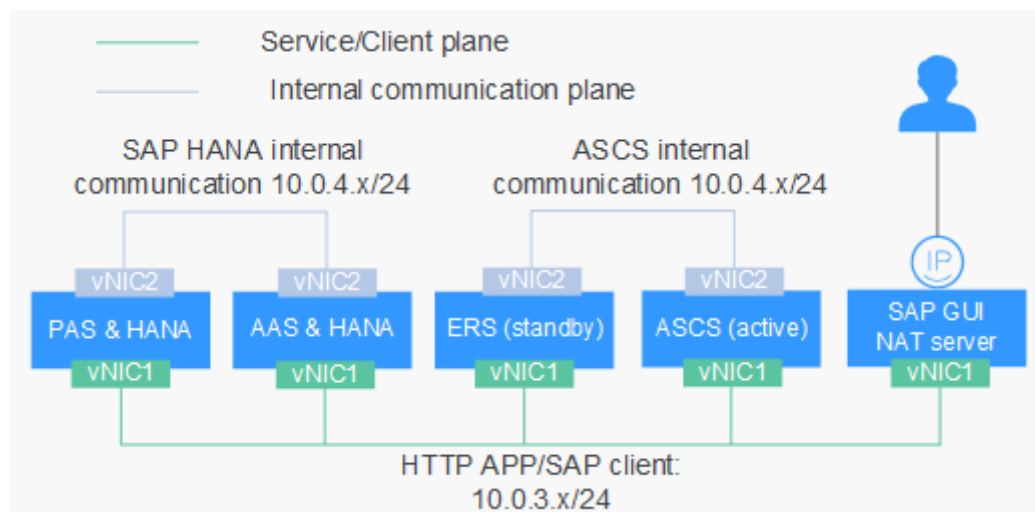 Service/Client plane
Internal communication plane
SAP HANA internal
communication 10.0.4.x/24
ASCS internal
communication 10.0.4.x/24
IP
vNIC2
vNIC2
vNIC2
vNIC2
PAS & HANA
AAS & HANA
ERS (standby)
ASCS (active)
SAP GUI
NAT server
vNIC1
vNIC1
vNIC1
vNIC1
vNIC1
HTTP APP/SAP client:
10.0.3.x/24